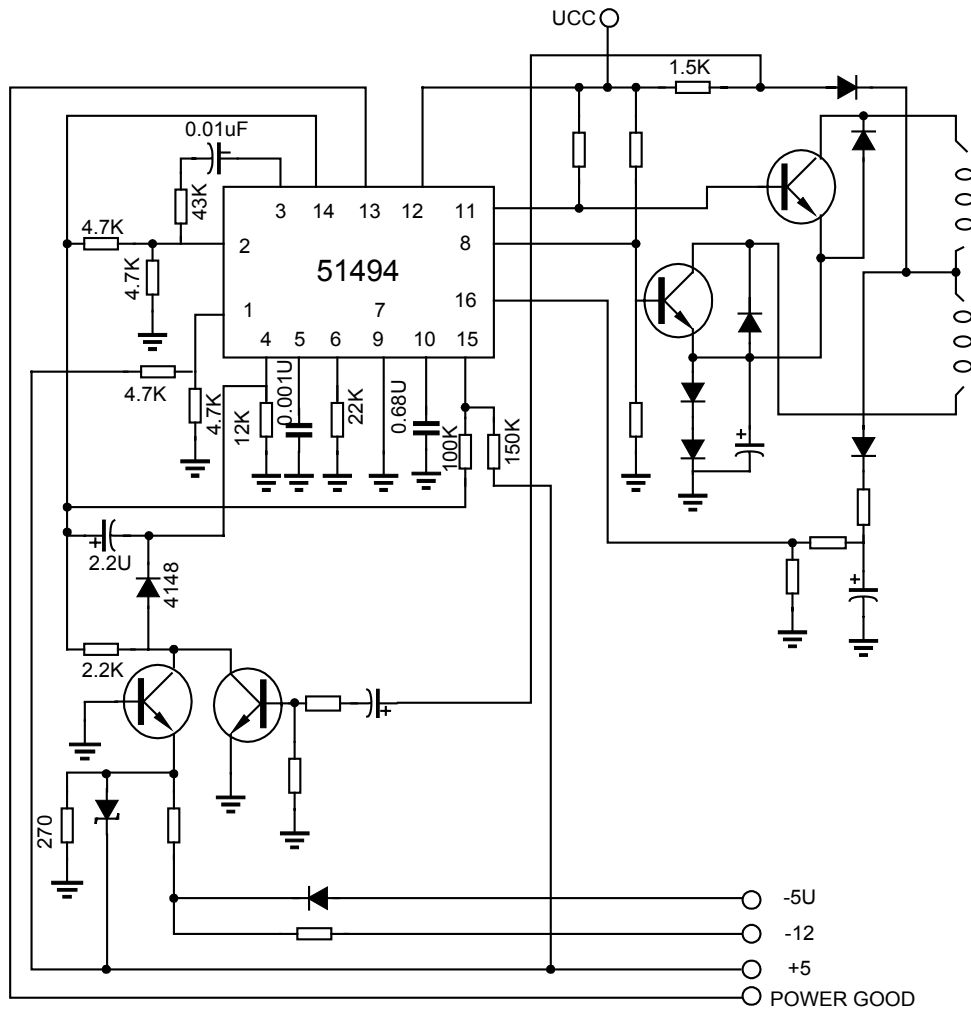 UCC
1.5K
0.01uF
43K
3 14 13 12 11
4.7K
2
8
4.7K
51494
16
1
7
4 5 6 9 10 15
4.7K
4.7K
12K
0.001U
22K
0.68U
100K
150K
2.2U
4148
2.2K
270
-5U
-12
+5
POWER GOOD